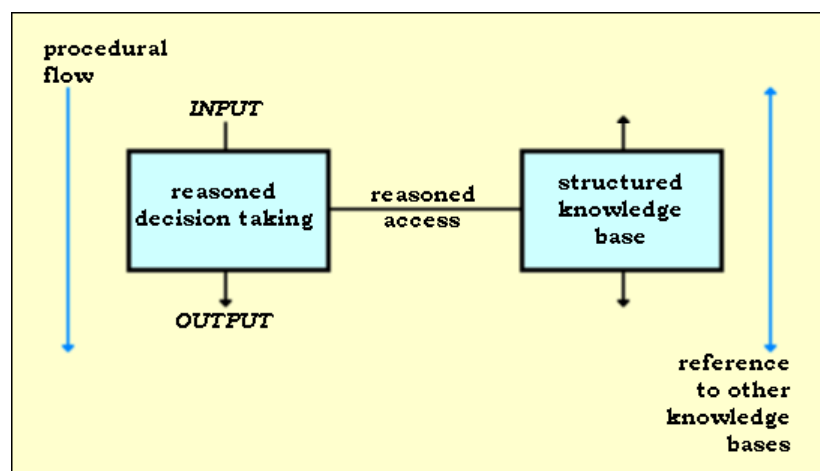 procedural
flow
INPUT
reasoned
decision taking
OUTPUT
reasoned
access
structured
knowledge
base
reference
to other
knowledge
bases